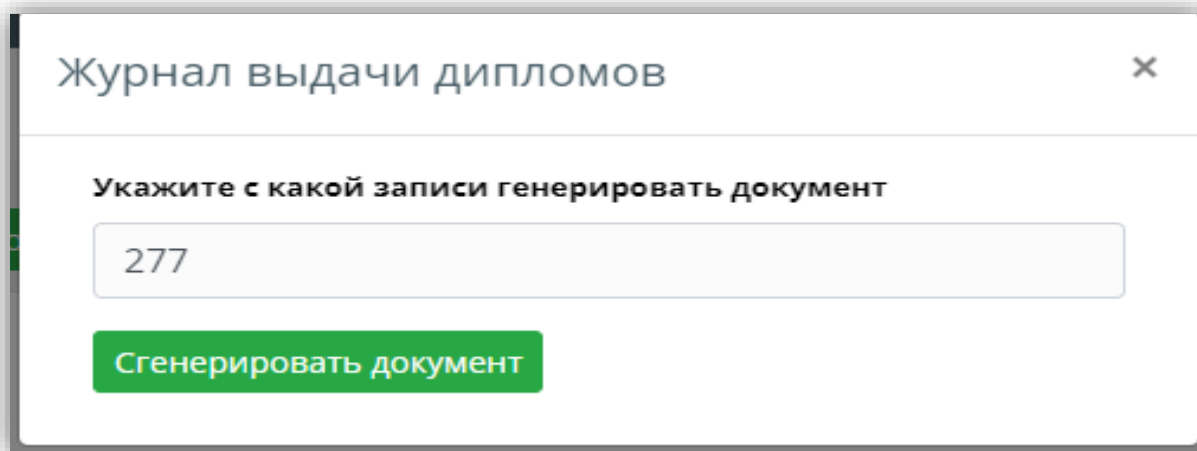 Журнал выдачи дипломов ×
Укажите с какой записи генерировать документ
277
Сгенерировать документ